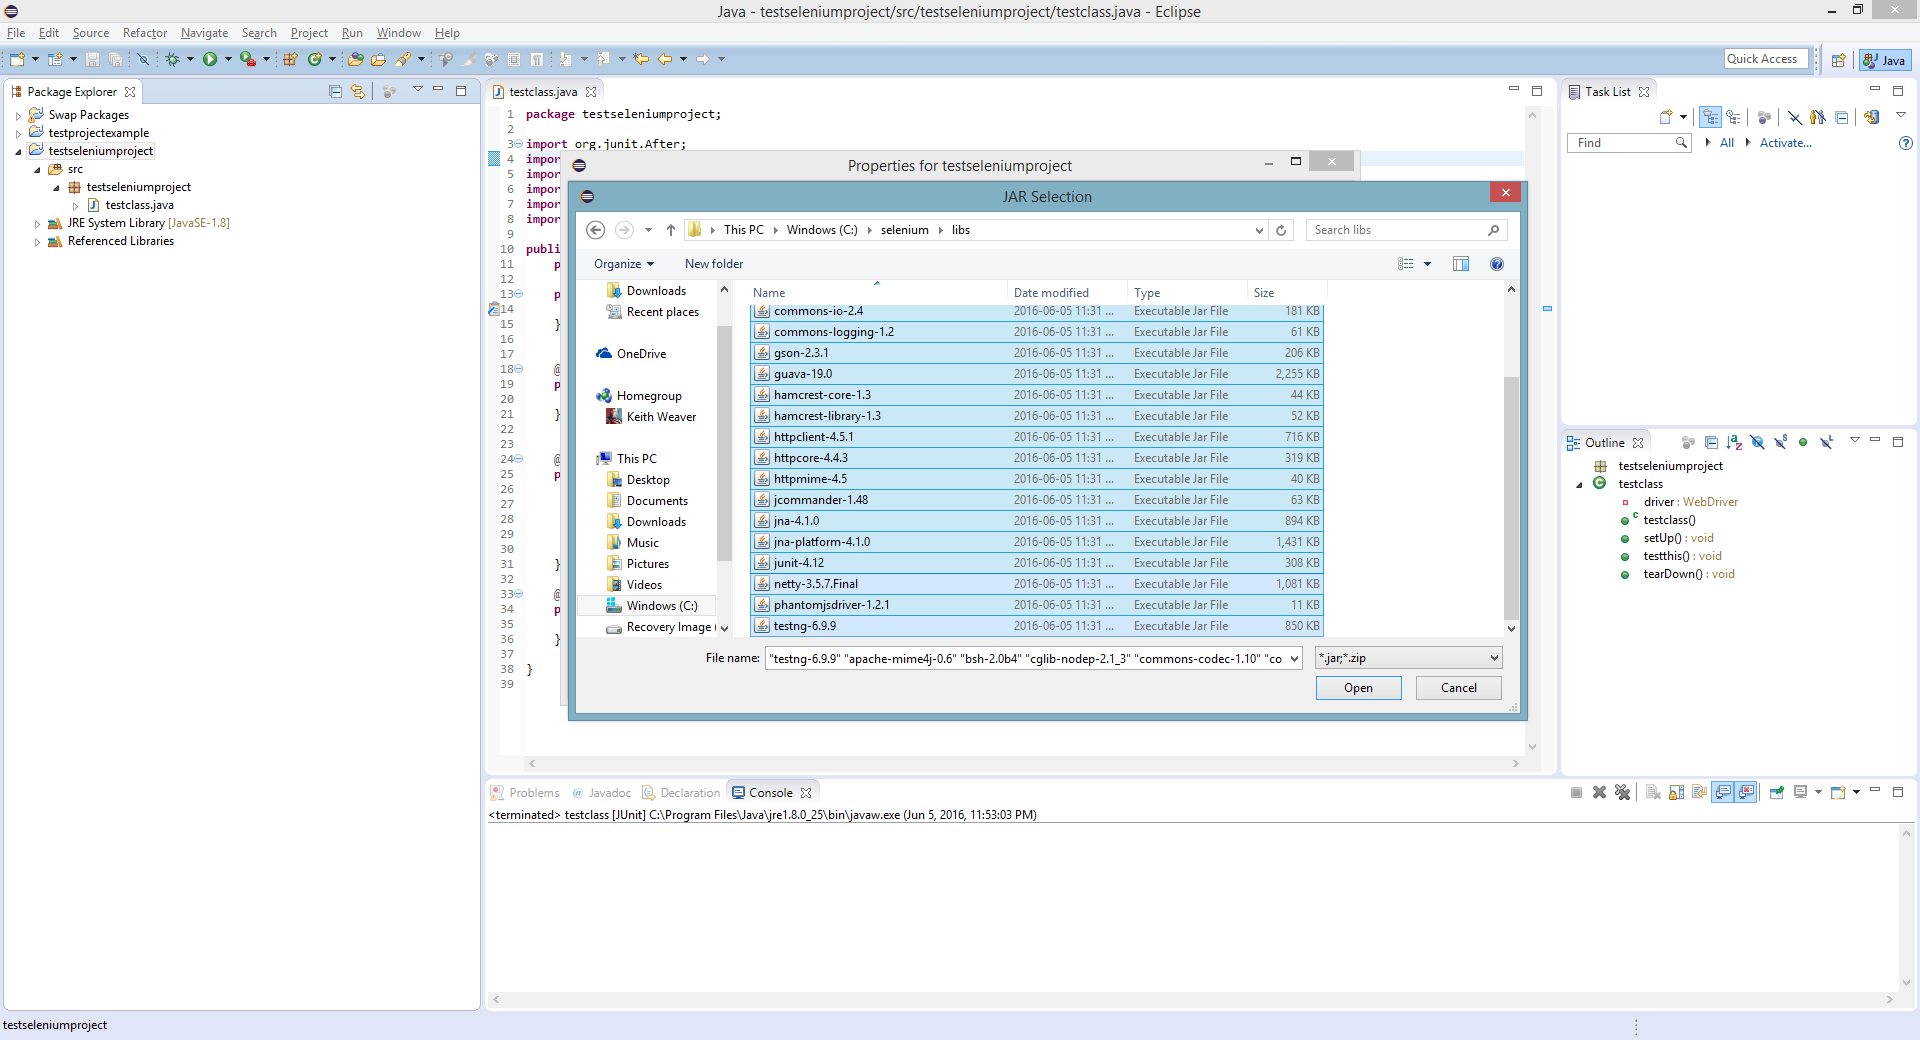 Java - testseleniumproject/src/testseleniumproject/testclass.java - Eclipse
File Edit Source Refactor Navigate Search Project Run Window Help
Quick Access
Java
Package Explorer
Swap Packages
testprojectexample
testseleniumproject
src
testseleniumproject
testclass.java
JRE System Library [JavaSE-1.8]
Referenced Libraries
testclass.java
1 package testseleniumproject;
2
3 import org.junit.After;
4 impor
5 impor
6 impor
7 impor
8 impor
9
10 publi
11 p
12
13 p
14
15 }
16
17
18 @
19 p
20
21 }
22
23
24 @
25 p
26
27
28
29
30
31 }
32
33 @
34 p
35
36 }
37
38 }
39
Properties for testseleniumproject
JAR Selection
This PC Windows (C:) selenium libs
Search libs
Organize New folder
Downloads
Recent places
OneDrive
Homegroup
Keith Weaver
This PC
Desktop
Documents
Downloads
Music
Pictures
Videos
Windows (C:)
Recovery Image (
Name Date modified Type Size
commons-io-2.4 2016-06-05 11:31 ... Executable Jar File 181 KB
commons-logging-1.2 2016-06-05 11:31 ... Executable Jar File 61 KB
gson-2.3.1 2016-06-05 11:31 ... Executable Jar File 206 KB
guava-19.0 2016-06-05 11:31 ... Executable Jar File 2,255 KB
hamcrest-core-1.3 2016-06-05 11:31 ... Executable Jar File 44 KB
hamcrest-library-1.3 2016-06-05 11:31 ... Executable Jar File 52 KB
httpclient-4.5.1 2016-06-05 11:31 ... Executable Jar File 716 KB
httpcore-4.4.3 2016-06-05 11:31 ... Executable Jar File 319 KB
httpmime-4.5 2016-06-05 11:31 ... Executable Jar File 40 KB
jcommander-1.48 2016-06-05 11:31 ... Executable Jar File 63 KB
jna-4.1.0 2016-06-05 11:31 ... Executable Jar File 894 KB
jna-platform-4.1.0 2016-06-05 11:31 ... Executable Jar File 1,431 KB
junit-4.12 2016-06-05 11:31 ... Executable Jar File 308 KB
netty-3.5.7.Final 2016-06-05 11:31 ... Executable Jar File 1,081 KB
phantomjsdriver-1.2.1 2016-06-05 11:31 ... Executable Jar File 11 KB
testng-6.9.9 2016-06-05 11:31 ... Executable Jar File 850 KB
File name: "testng-6.9.9" "apache-mime4j-0.6" "bsh-2.0b4" "cglib-nodep-2.1_3" "commons-codec-1.10" "co
*.jar;*.zip
Open Cancel
Task List
Find All Activate...
Outline
testseleniumproject
testclass
driver : WebDriver
testclass()
setUp() : void
testthis() : void
tearDown() : void
Problems @ Javadoc Declaration Console
<terminated> testclass [JUnit] C:\Program Files\Java\jre1.8.0_25\bin\javaw.exe (Jun 5, 2016, 11:53:03 PM)
testseleniumproject